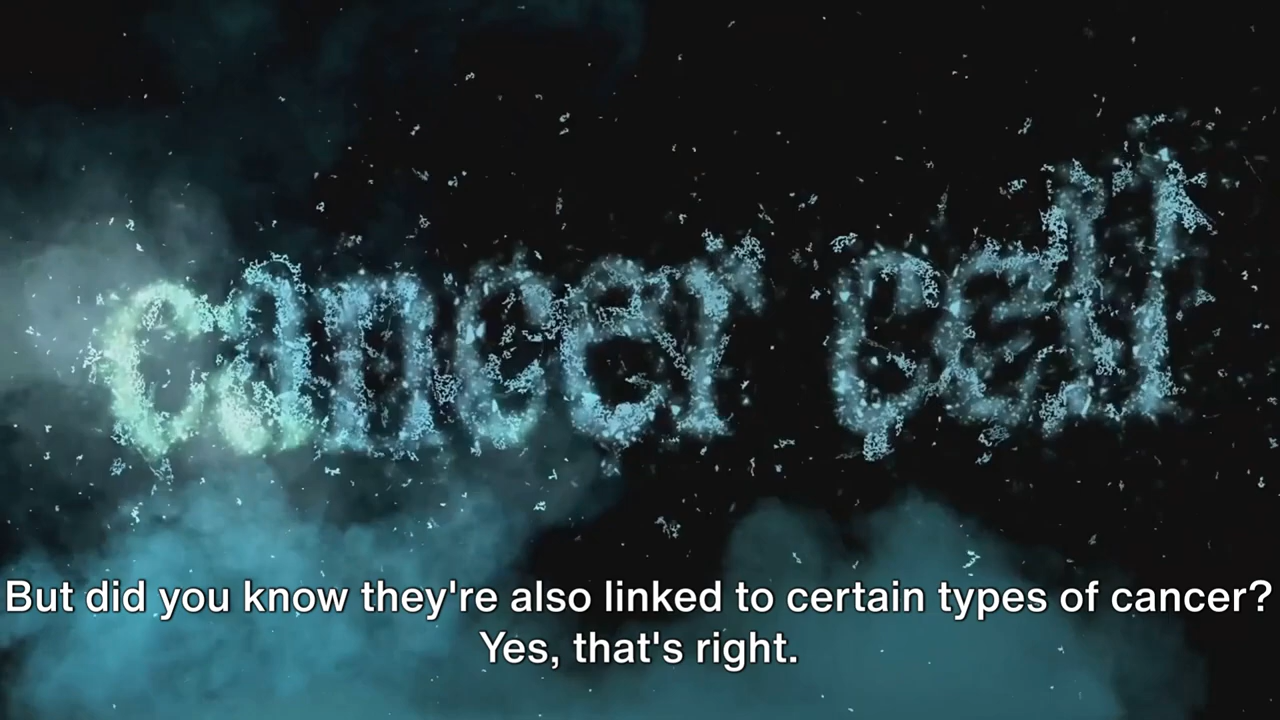 cancer cell
But did you know they're also linked to certain types of cancer?
Yes, that's right.